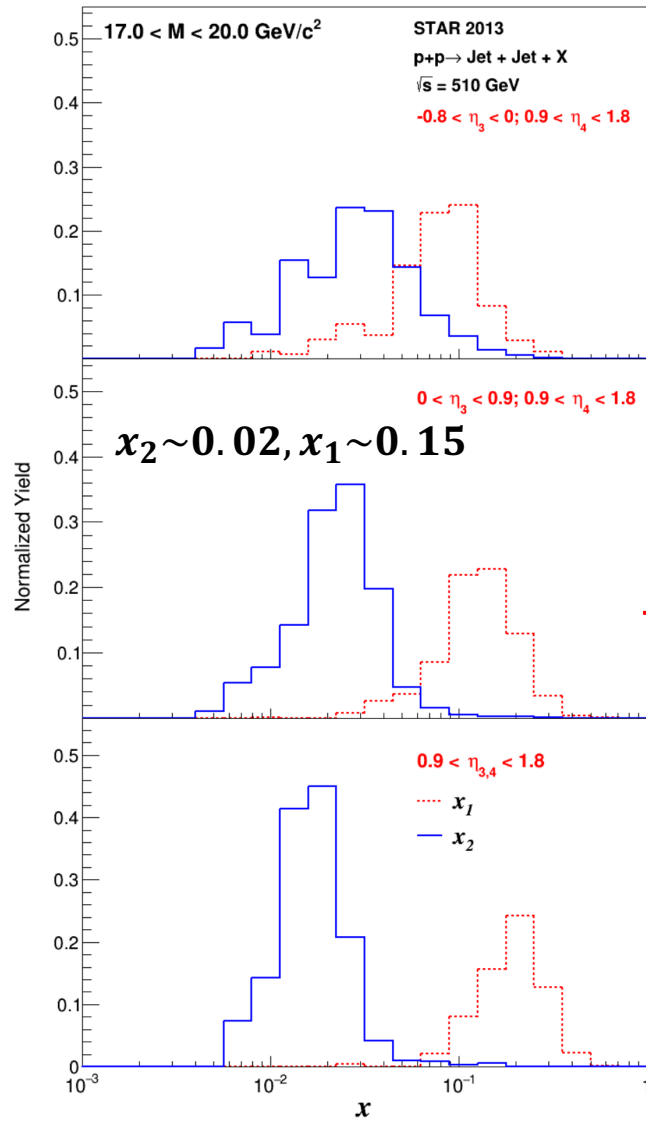 17.0 < M < 20.0 GeV/c²
STAR 2013
p+p→ Jet + Jet + X
√s = 510 GeV
-0.8 < η₃ < 0; 0.9 < η₄ < 1.8
0.5
0.4
0.3
0.2
0.1
0 < η₃ < 0.9; 0.9 < η₄ < 1.8
x₂~0.02, x₁~0.15
0.5
0.4
0.3
0.2
0.1
Normalized Yield
0.9 < η₃,₄ < 1.8
x₁
x₂
0.5
0.4
0.3
0.2
0.1
0
10⁻³
10⁻²
10⁻¹
x